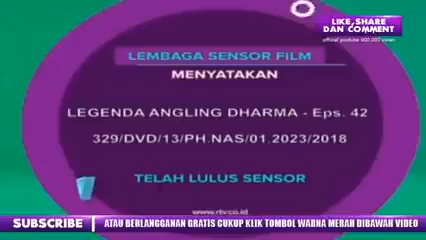 LIKE, SHARE
DAN COMMENT
LEMBAGA SENSOR FILM
MENYATAKAN
LEGENDA ANGLING DHARMA - Eps. 42
329/DVD/13/PH.NAS/01.2023/2018
TELAH LULUS SENSOR
www.rtv.co.id
SUBSCRIBE
ATAU BERLANGGANAN GRATIS CUKUP KLIK TOMBOL WARNA MERAH DIBAWAH VIDEO